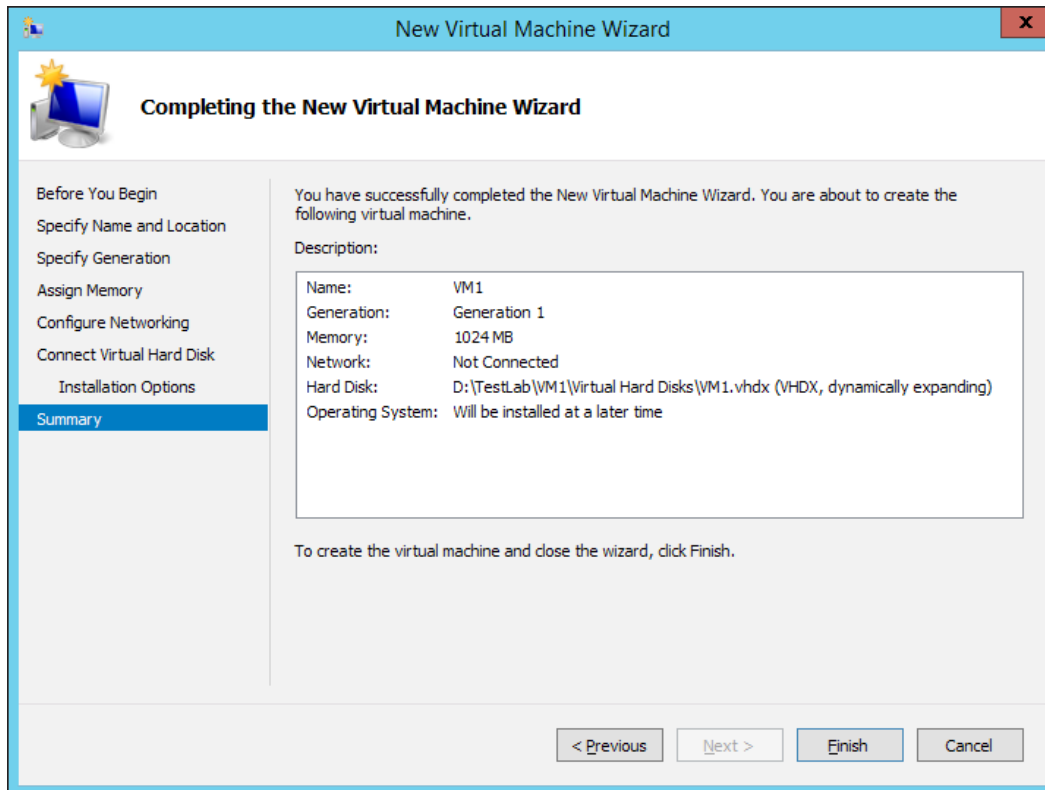 New Virtual Machine Wizard
x
Completing the New Virtual Machine Wizard
Before You Begin
Specify Name and Location
Specify Generation
Assign Memory
Configure Networking
Connect Virtual Hard Disk
Installation Options
Summary
You have successfully completed the New Virtual Machine Wizard. You are about to create the
following virtual machine.
Description:
Name: VM1
Generation: Generation 1
Memory: 1024 MB
Network: Not Connected
Hard Disk: D:\TestLab\VM1\Virtual Hard Disks\VM1.vhdx (VHDX, dynamically expanding)
Operating System: Will be installed at a later time
To create the virtual machine and close the wizard, click Finish.
< Previous
Next >
Finish
Cancel